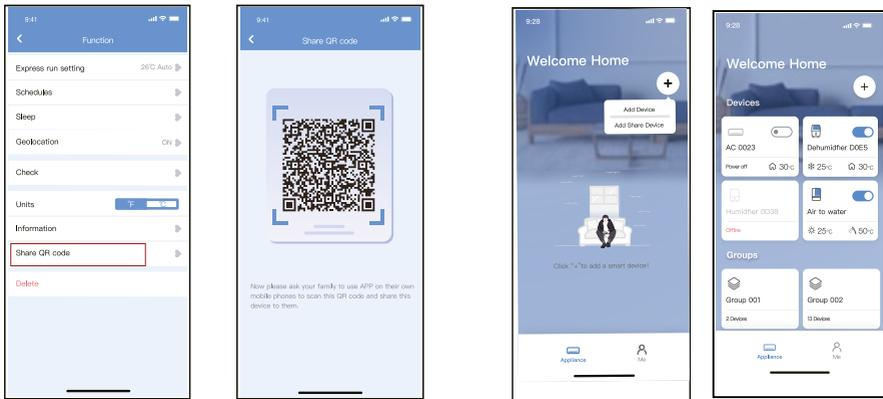 9:41
Function
Express run setting 26℃ Auto
Schedules
Sleep
Geolocation ON
Check
Units °F ℃
Information
Share QR code
Delete
9:41
Share QR code
Now please ask your family to use APP on their own
mobile phones to scan this QR code and share this
device to them.
9:28
Welcome Home
+
Add Device
Add Share Device
Click "+"to add a smart device!
Appliance Me
9:28
Welcome Home
+
Devices
AC 0023 Dehumidfier D0E5
Power off 30℃ 25℃ 30℃
Humidifier 0038 Air to water
Offline 25℃ 50℃
Groups
Group 001 Group 002
2 Devices 13 Devices
Appliance Me